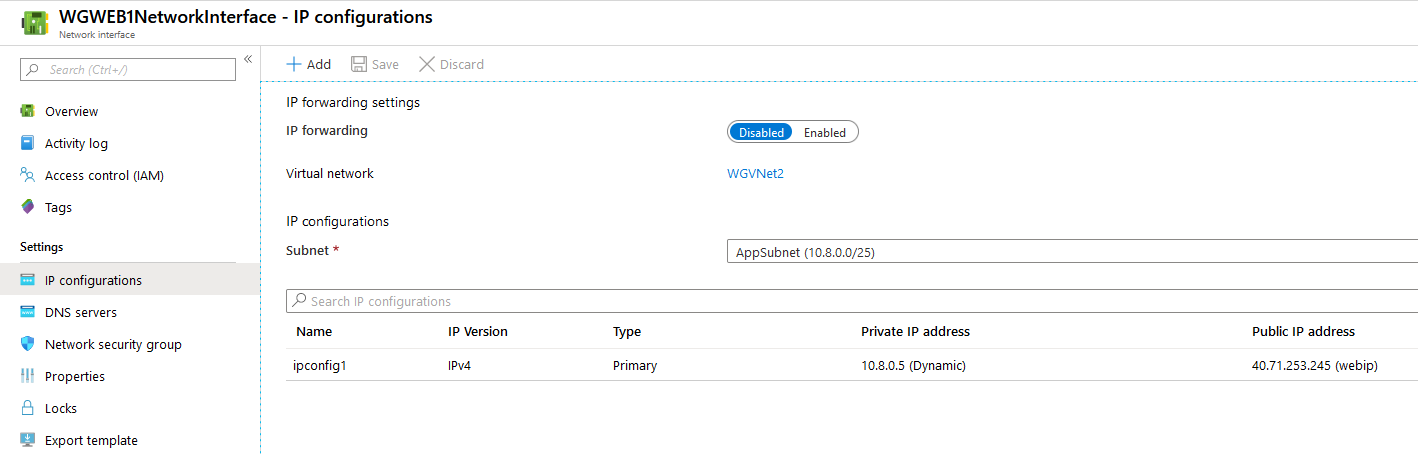 WGWEB1NetworkInterface - IP configurations
Network interface
Search (Ctrl+/)
«
Overview
Activity log
Access control (IAM)
Tags
Settings
IP configurations
DNS servers
Network security group
Properties
Locks
Export template
Add Save Discard
IP forwarding settings
IP forwarding Disabled Enabled
Virtual network WGVNet2
IP configurations
Subnet * AppSubnet (10.8.0.0/25)
Search IP configurations
Name IP Version Type Private IP address Public IP address
ipconfig1 IPv4 Primary 10.8.0.5 (Dynamic) 40.71.253.245 (webip)